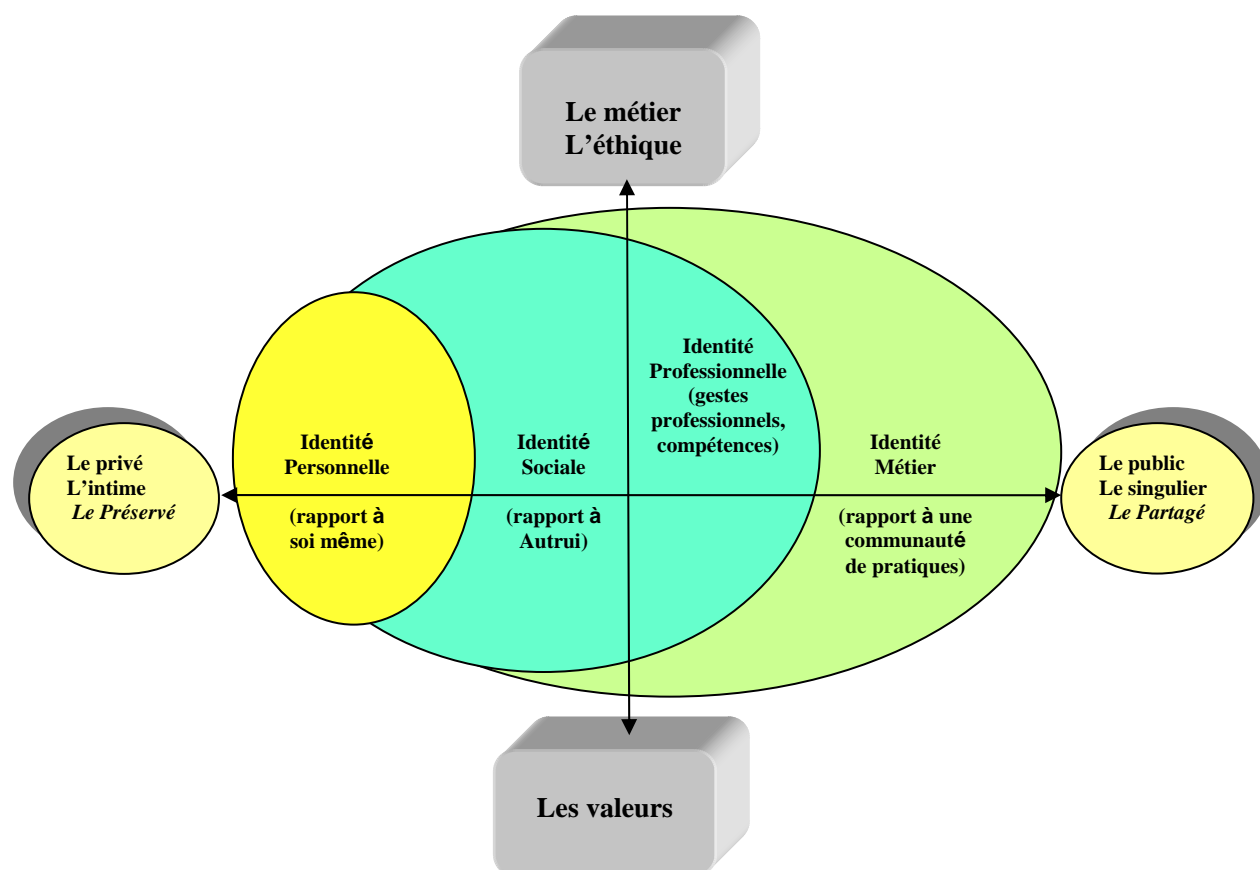 Le métier
L’éthique
Identité
Professionnelle
(gestes
professionnels,
compétences)
Le privé
L’intime
Le Préservé
Identité
Personnelle
(rapport à
soi même)
Identité
Sociale
(rapport à
Autrui)
Identité
Métier
(rapport à une
communauté
de pratiques)
Le public
Le singulier
Le Partagé
Les valeurs